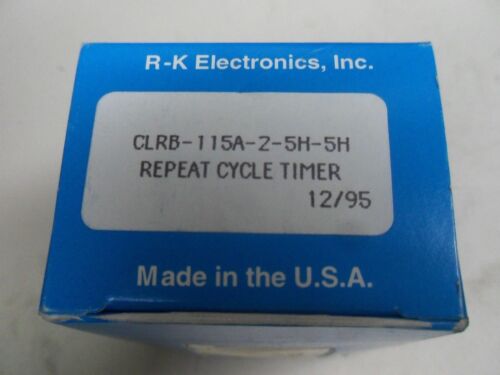 R-K Electronics, Inc.
CLRB-115A-2-5H-5H
REPEAT CYCLE TIMER
12/95
Made in the U.S.A.